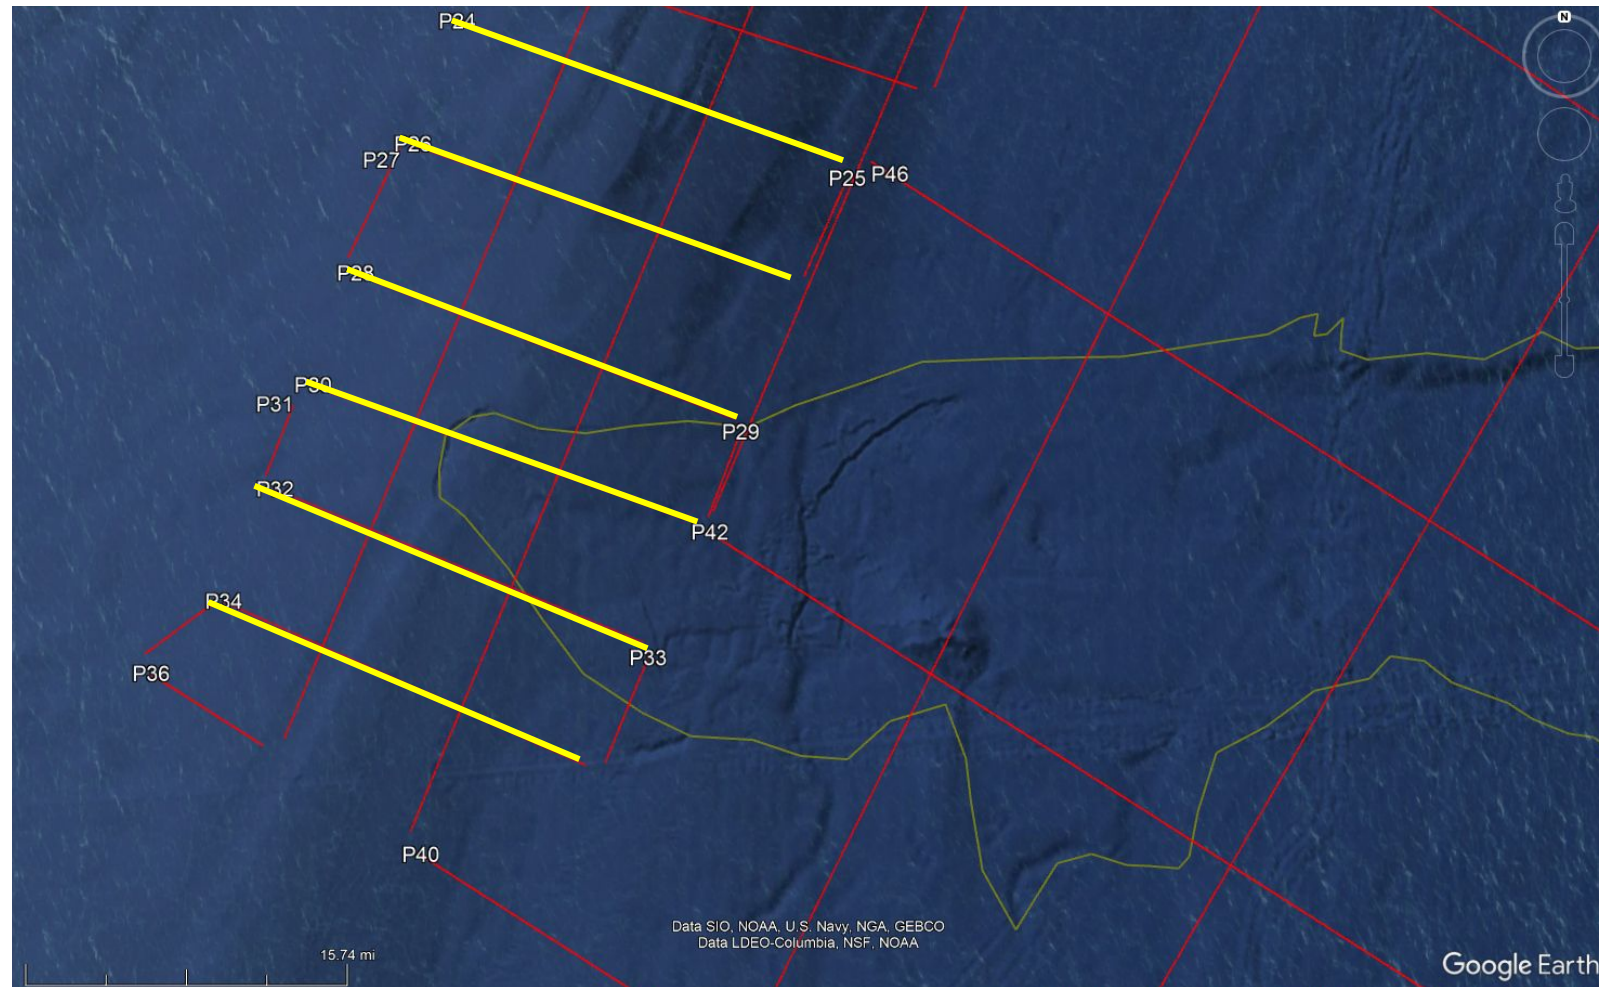 P24
N
P26
P27
P25 P46
P28
P30
P31
P29
P32
P42
P34
P33
P36
P40
Data SIO, NOAA, U.S. Navy, NGA, GEBCO
Data LDEO-Columbia, NSF, NOAA
15.74 mi
Google Earth